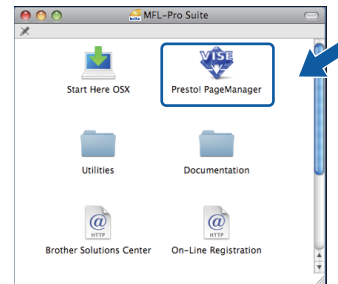 MFL-Pro Suite
Start Here OSX
VISE
Presto! PageManager
Utilities
Documentation
@
HTTP
@
HTTP
Brother Solutions Center
On-Line Registration